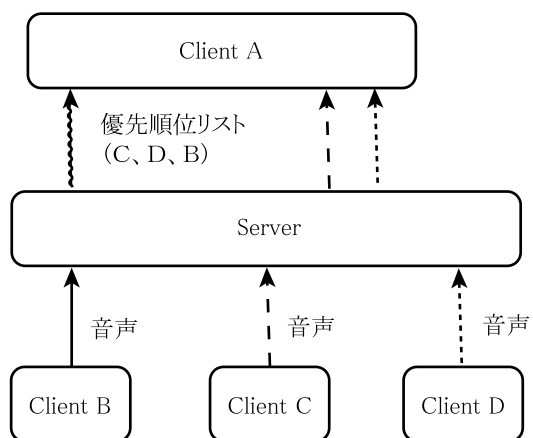 Client A
優先順位リスト
（C、D、B）
Server
音声
音声
音声
Client B
Client C
Client D